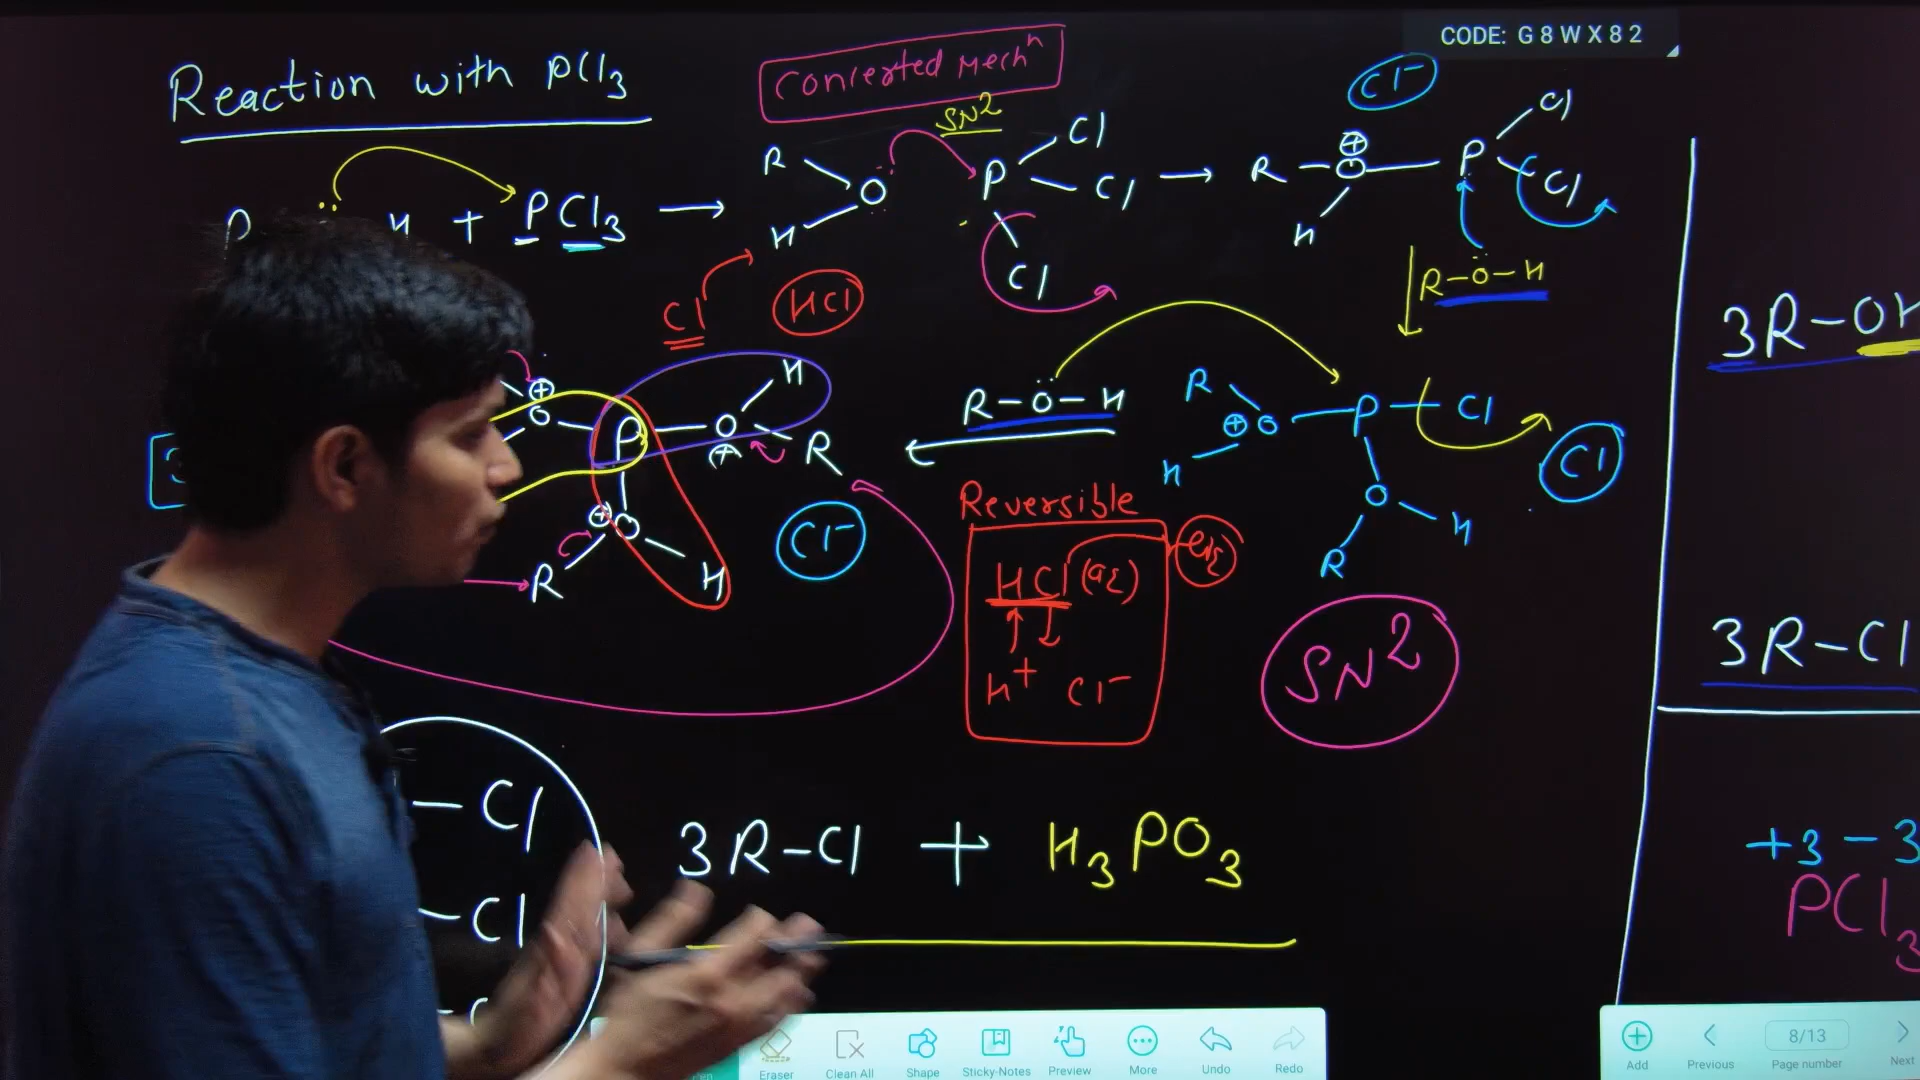 CODE: G8WX82
Reaction with PCl3
Concerted Mechn
SN2
H + PCl3 →
R O H P Cl Cl Cl
→
R – O ⊕ – P Cl Cl H
Cl-
R-O-H
Cl
HCl
3R-OH
⊕ O P O ⊕ H R
O ⊕ R H
Cl-
R-O-H
R ⊕ O H P Cl O H R
Cl
Reversible
HCl (aq)
H+ Cl-
SN2
3R-Cl
-Cl
-Cl
3R-Cl + H3PO3
+3 -3
PCl3
Eraser
Clean All
Shape
Sticky-Notes
Preview
More
Undo
Redo
Add
Previous
8/13
Page number
Next